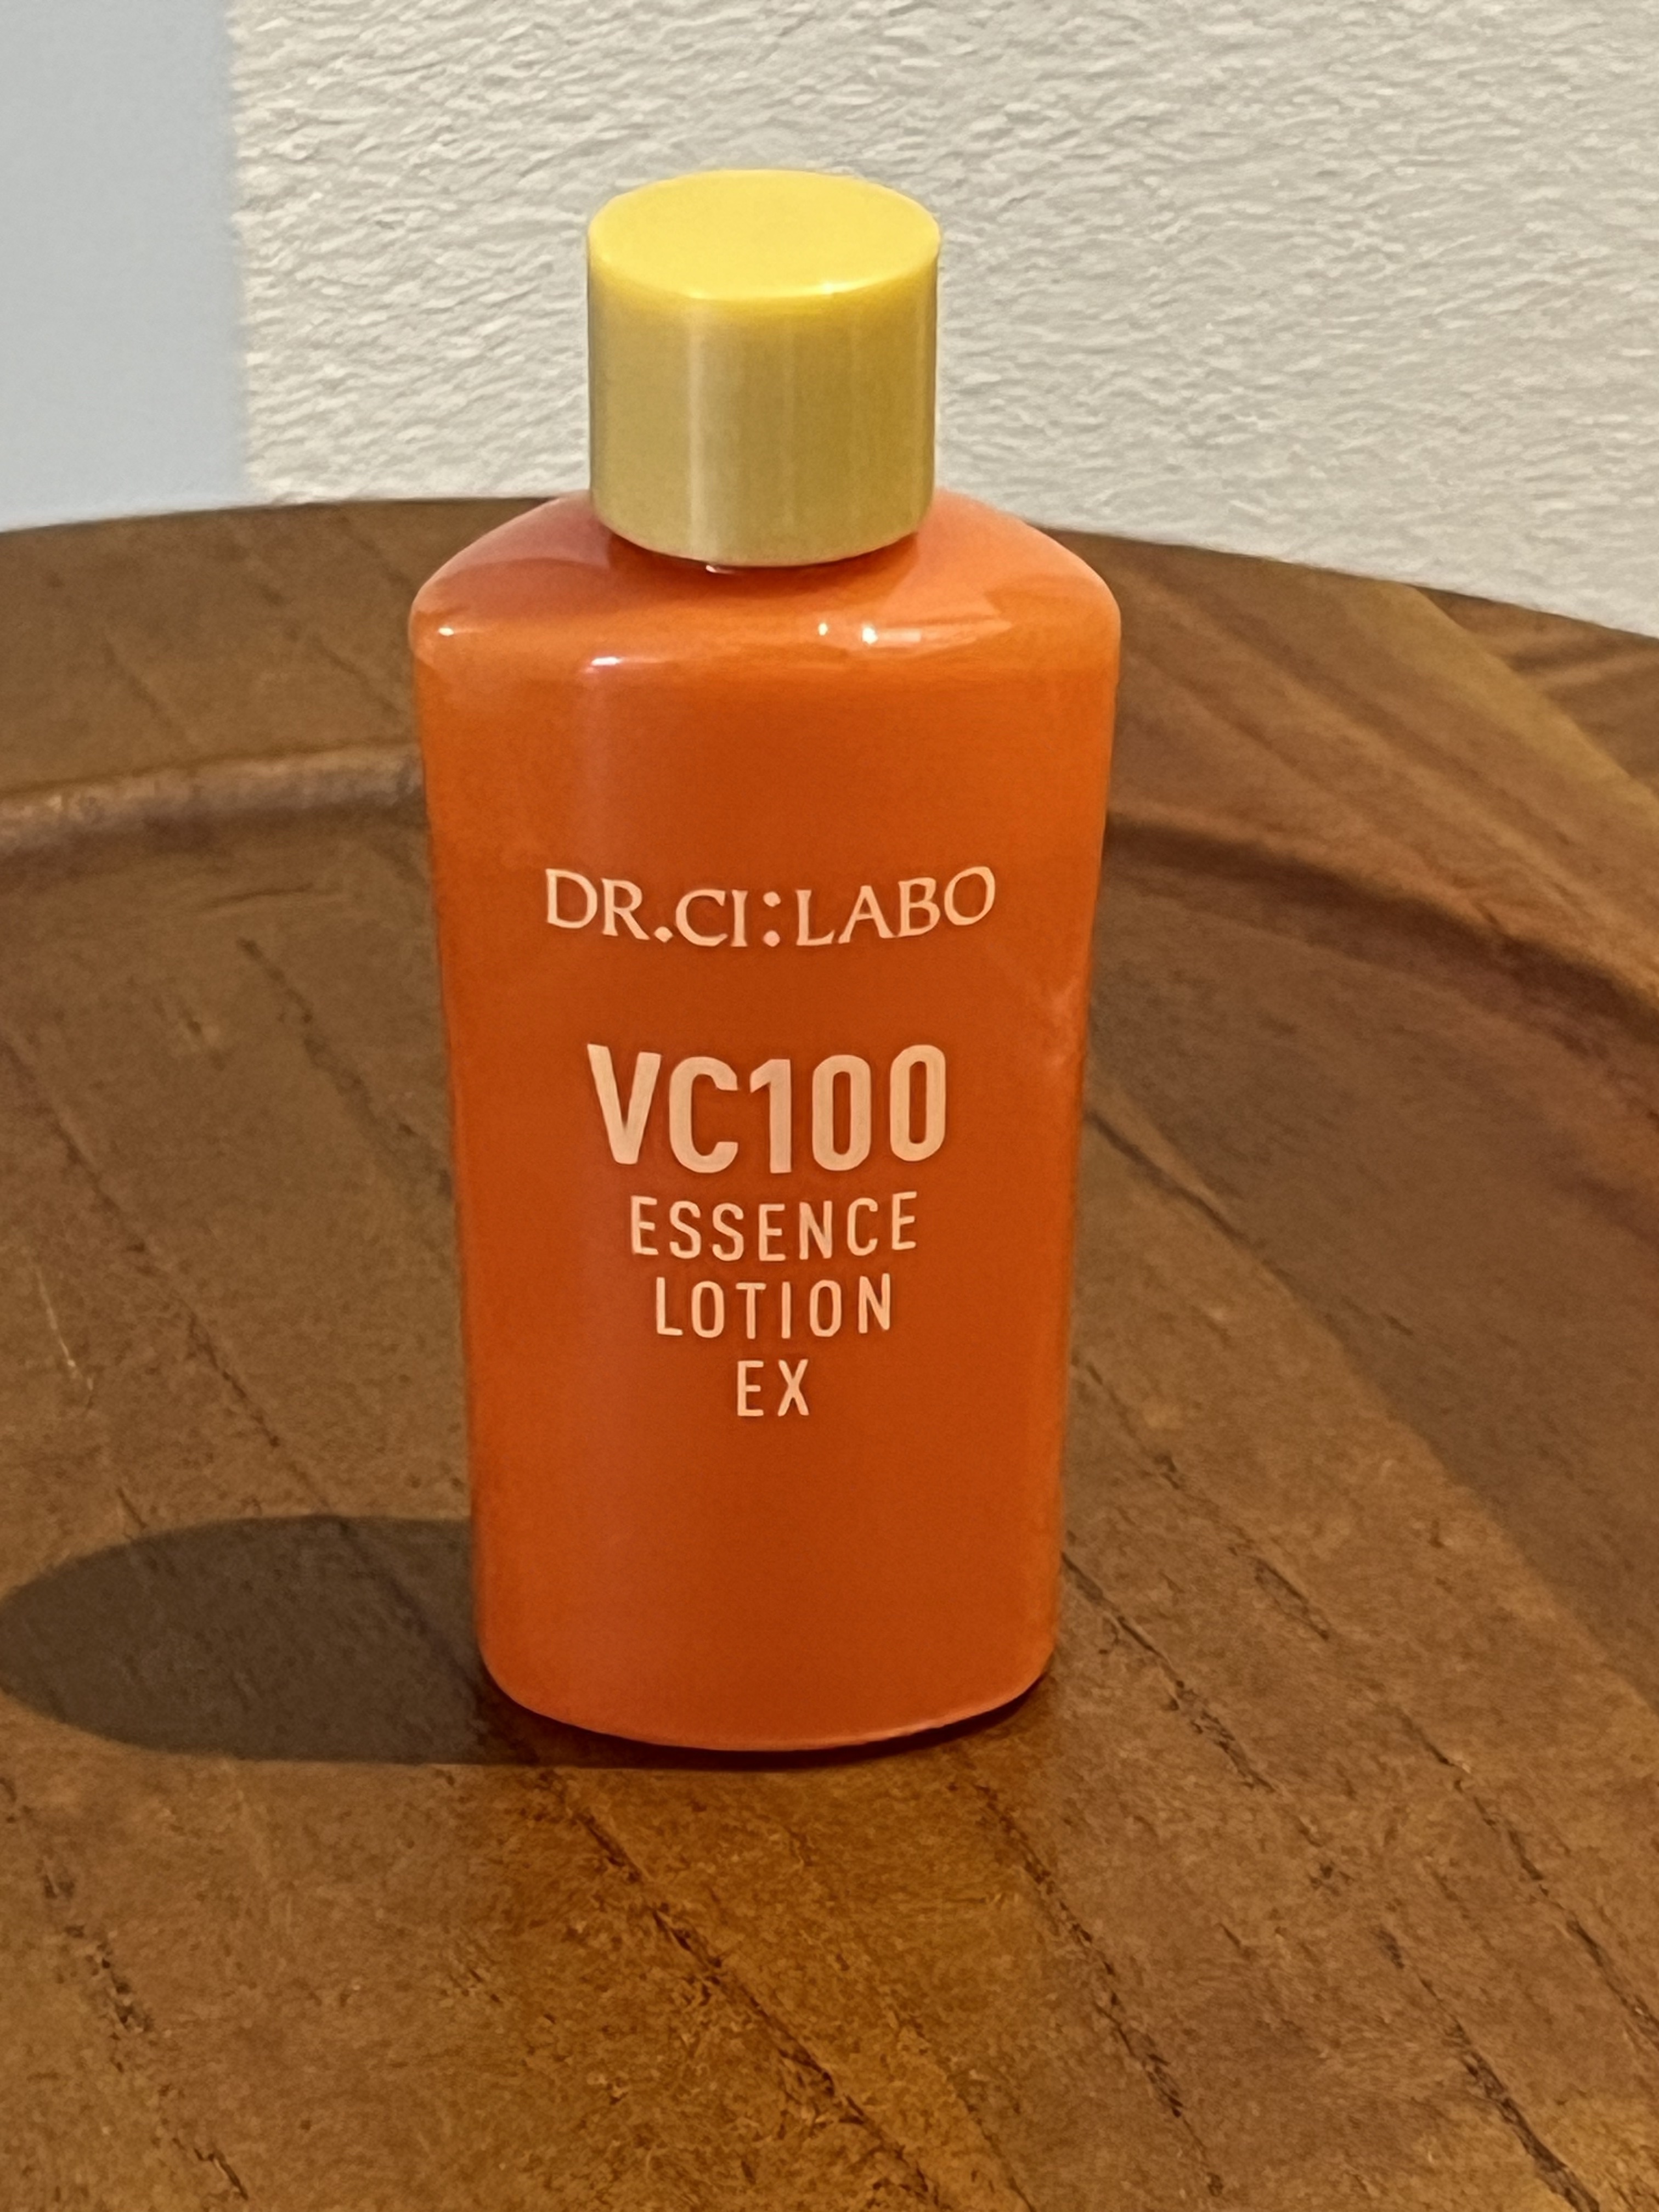 DR.CI:LABO
VC100
ESSENCE
LOTION
EX